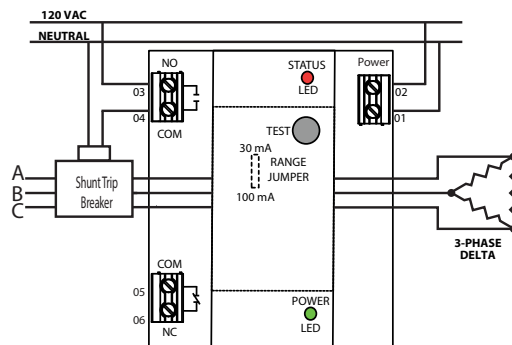 120 VAC
NEUTRAL
NO
STATUS
LED
Power
03
02
04
01
COM
TEST
30 mA
RANGE
JUMPER
100 mA
A
B
C
Shunt Trip
Breaker
3-PHASE
DELTA
COM
05
06
NC
POWER
LED